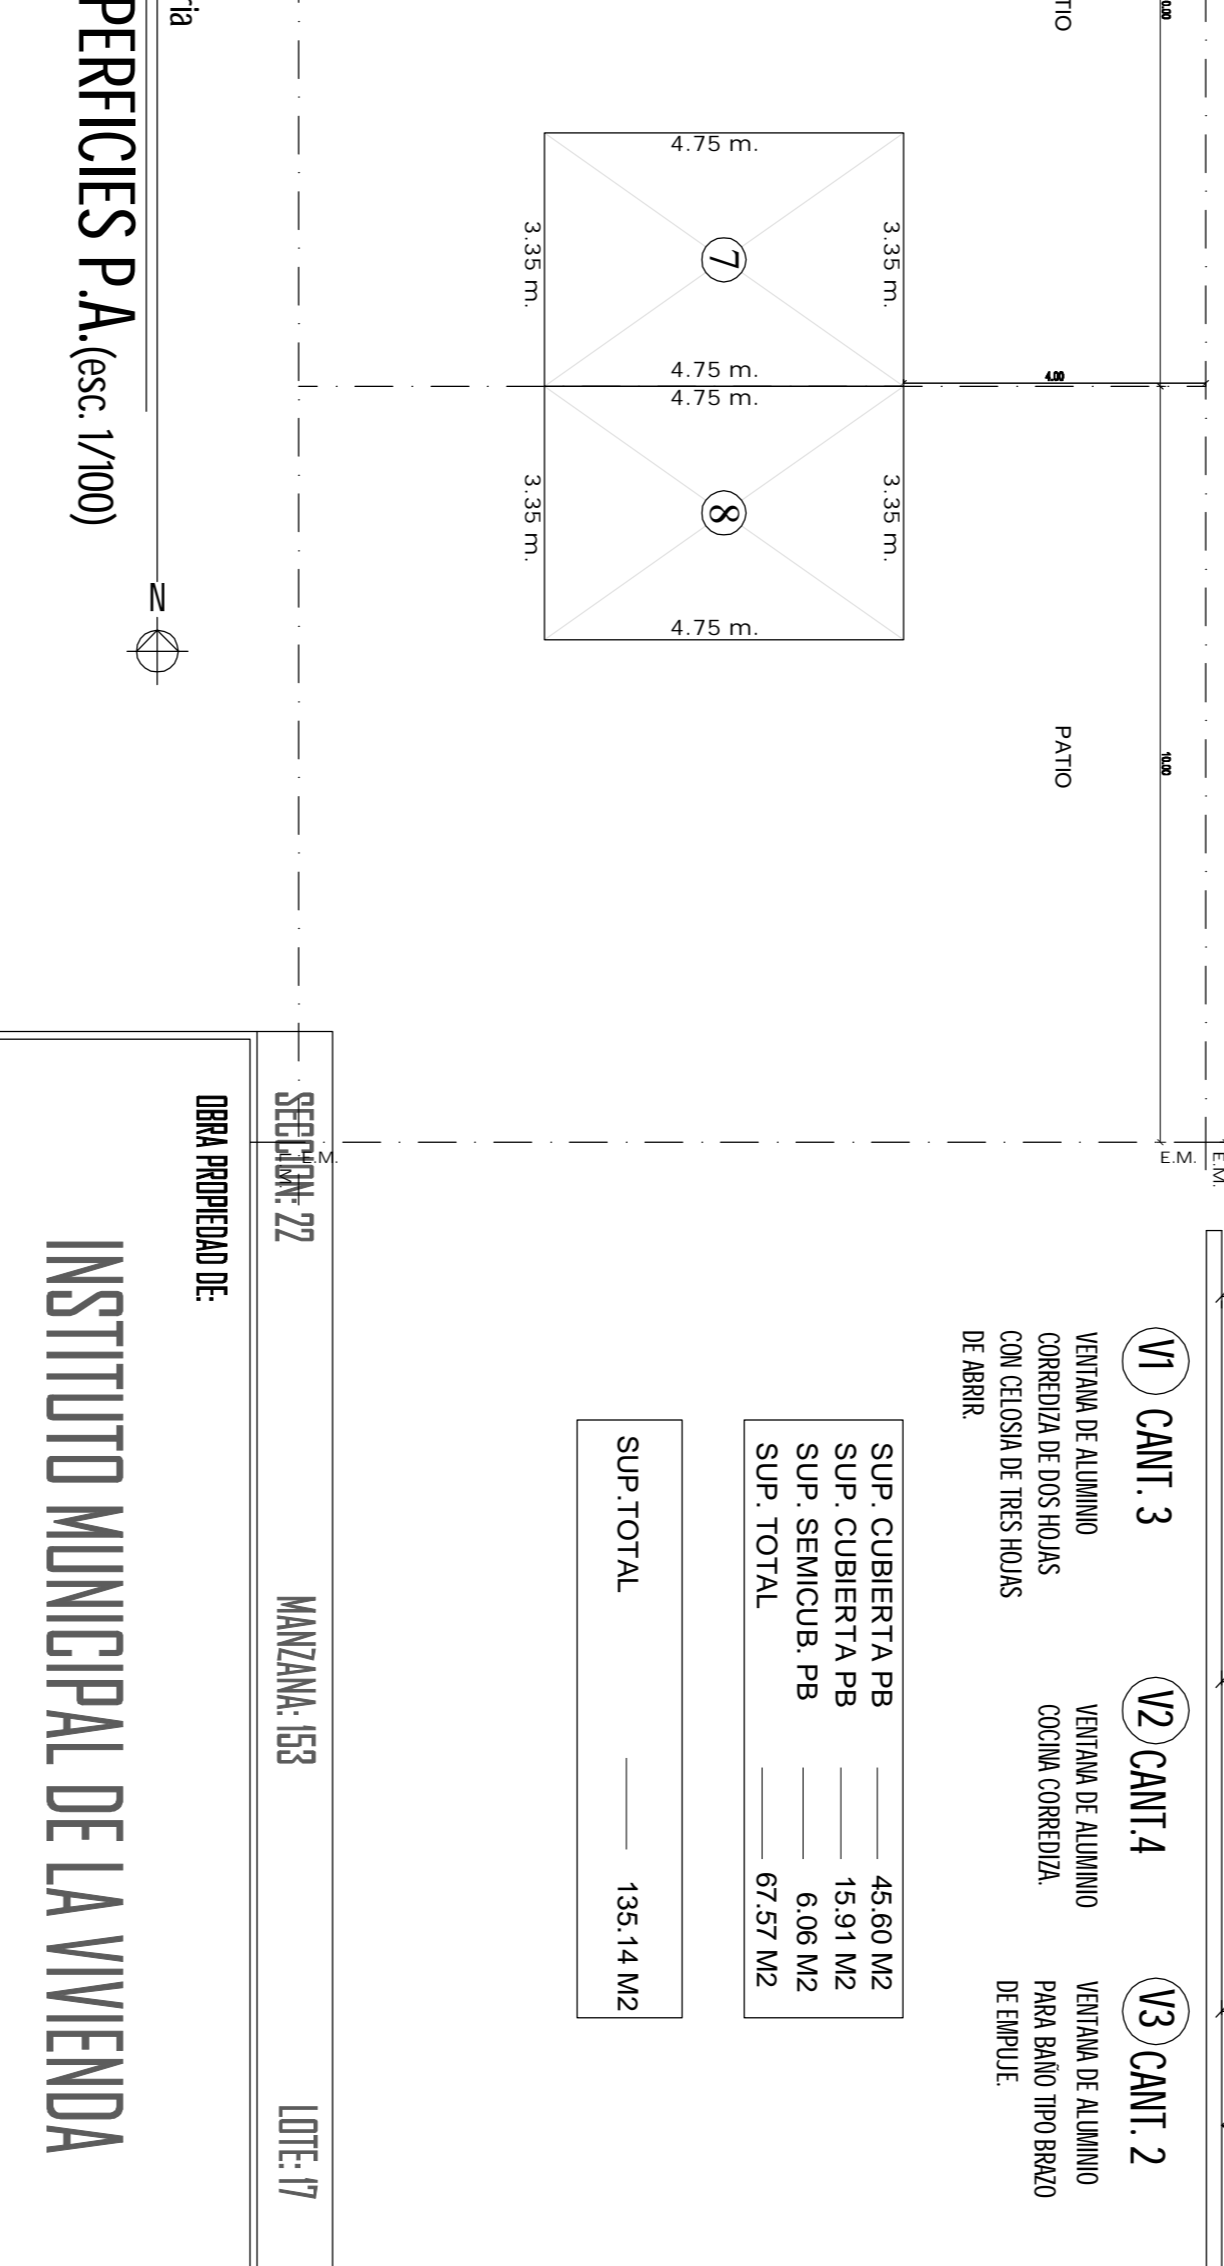 V1 CANT. 3
VENTANA DE ALUMINIO
CORREDIZA DE DOS HOJAS
CON CELOSIA DE TRES HOJAS
DE ABRIR.
V2 CANT.4
VENTANA DE ALUMINIO
COCINA CORREDIZA.
V3 CANT. 2
VENTANA DE ALUMINIO
PARA BAÑO TIPO BRAZO
DE EMPUJE.
0.00
10.00
E.M.
E.M.
TIO
PATIO
4.00
3.35 m.
3.35 m.
4.75 m.
7
4.75 m.
4.75 m.
8
4.75 m.
3.35 m.
3.35 m.
SUP. CUBIERTA PB 45.60 M2
SUP. CUBIERTA PB 15.91 M2
SUP. SEMICUB. PB 6.06 M2
SUP. TOTAL 67.57 M2
SUP.TOTAL 135.14 M2
E.M.
E.M.
SECCION: 22 MANZANA: 153 LOTE: 17
ria
N
PERFICIES P.A.(esc. 1/100)
OBRA PROPIEDAD DE:
INSTITUTO MUNICIPAL DE LA VIVIENDA